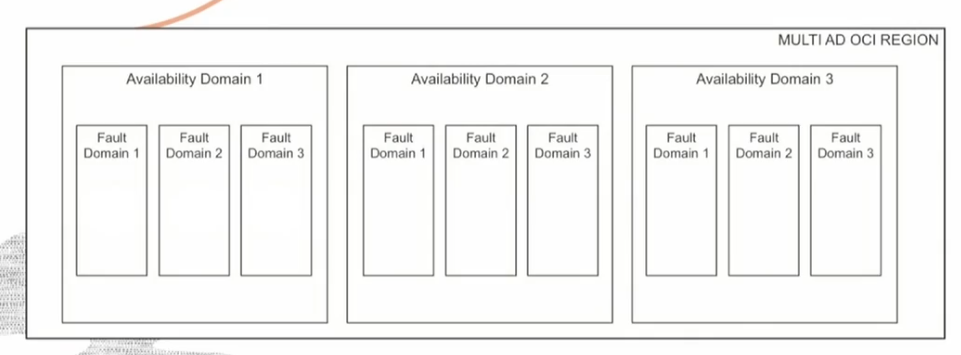 MULTI AD OCI REGION
Availability Domain 1
Fault
Domain 1
Fault
Domain 2
Fault
Domain 3
Availability Domain 2
Fault
Domain 1
Fault
Domain 2
Fault
Domain 3
Availability Domain 3
Fault
Domain 1
Fault
Domain 2
Fault
Domain 3